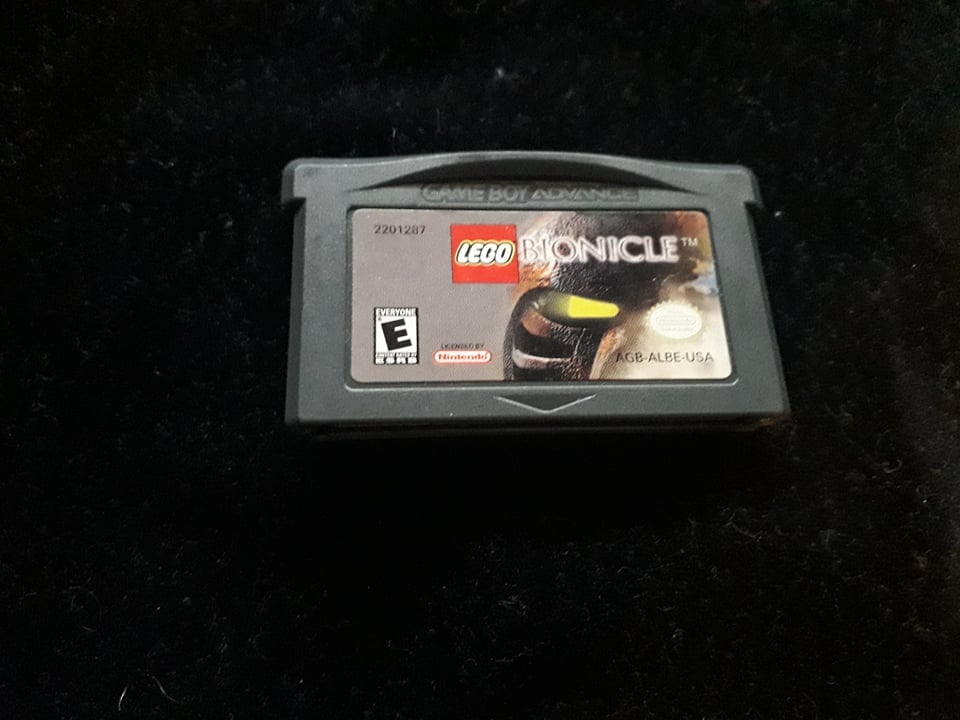 GAME BOY ADVANCE
2201287
LEGO BIONICLE™
EVERYONE
E
ESRB
LICENSED BY
Nintendo
AGB-ALBE-USA